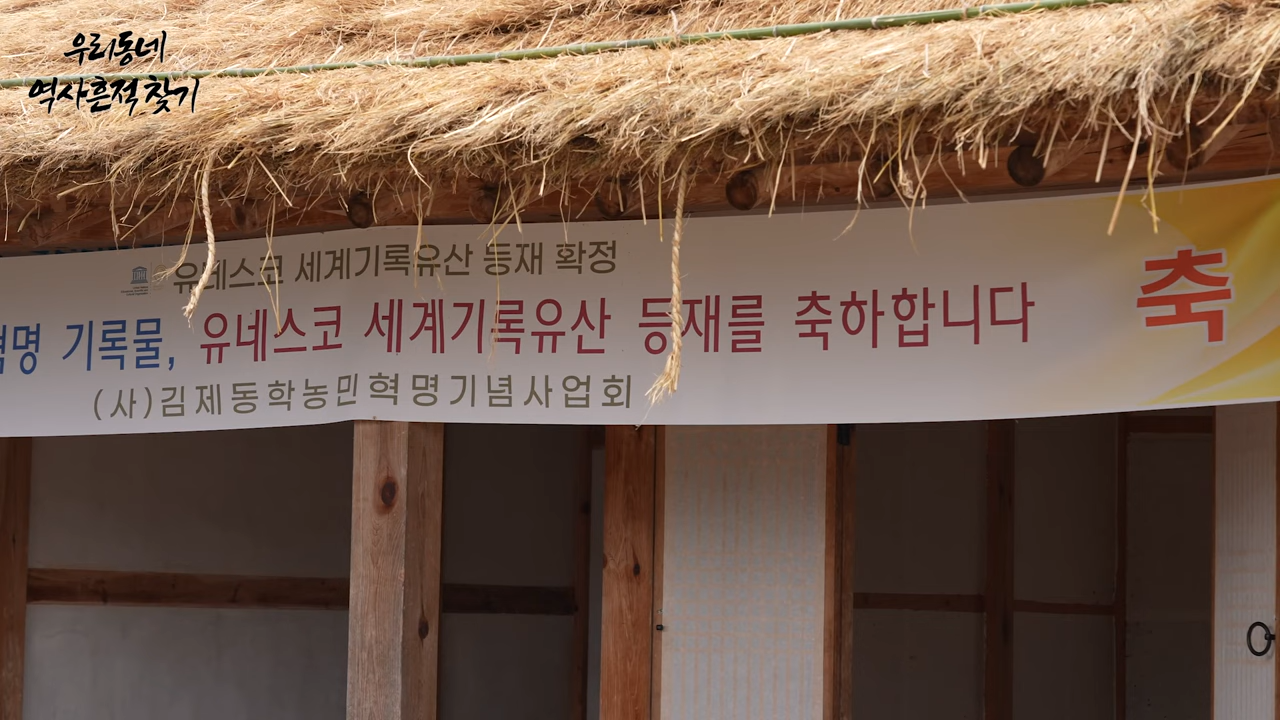 우리동네
역사흔적찾기
유네스코 세계기록유산 등재 확정
혁명 기록물, 유네스코 세계기록유산 등재를 축하합니다
축
(사)김제동학농민혁명기념사업회